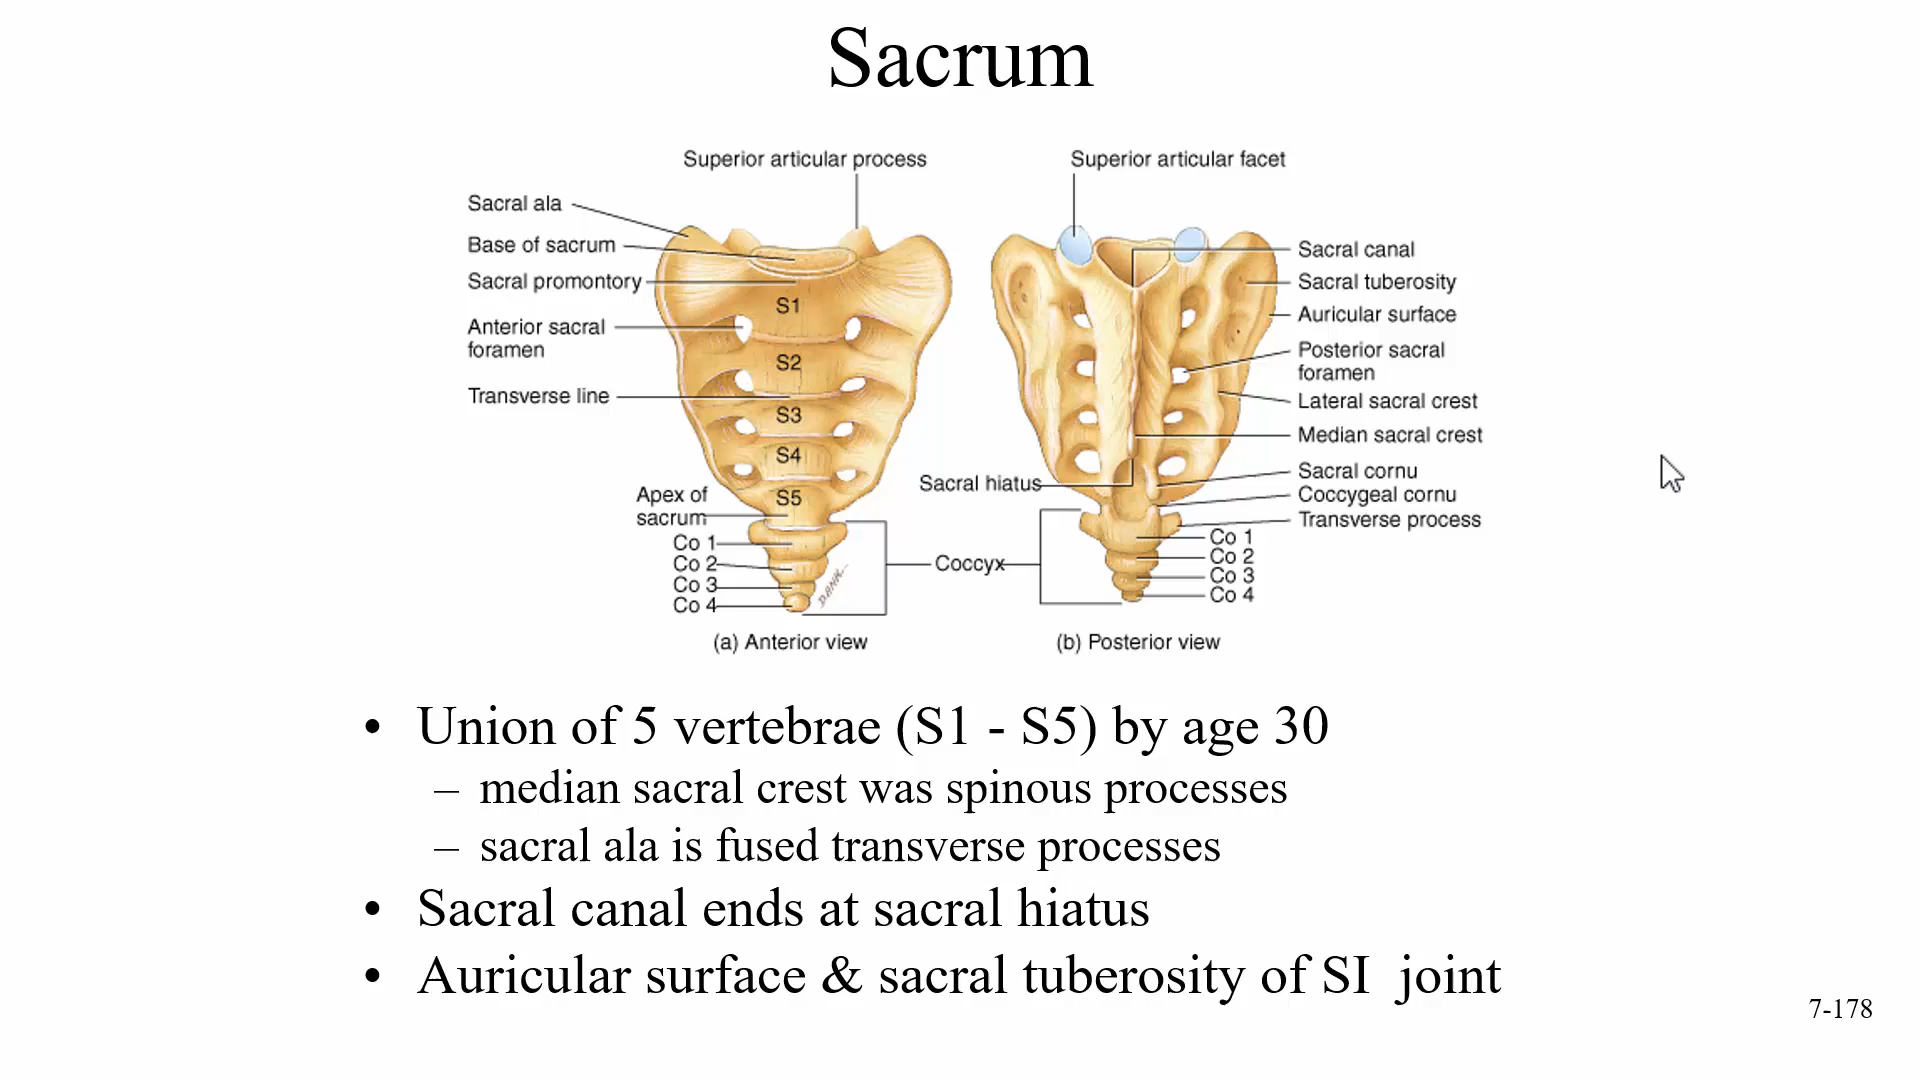 Sacrum
Superior articular process
Superior articular facet
Sacral ala
Base of sacrum
Sacral promontory
Anterior sacral
foramen
Transverse line
S1
S2
S3
S4
S5
Apex of
sacrum
Co 1
Co 2
Co 3
Co 4
DANK
(a) Anterior view
Sacral hiatus
Coccyx
Sacral canal
Sacral tuberosity
Auricular surface
Posterior sacral
foramen
Lateral sacral crest
Median sacral crest
Sacral cornu
Coccygeal cornu
Transverse process
Co 1
Co 2
Co 3
Co 4
(b) Posterior view
• Union of 5 vertebrae (S1 - S5) by age 30
– median sacral crest was spinous processes
– sacral ala is fused transverse processes
• Sacral canal ends at sacral hiatus
• Auricular surface & sacral tuberosity of SI joint
7-178